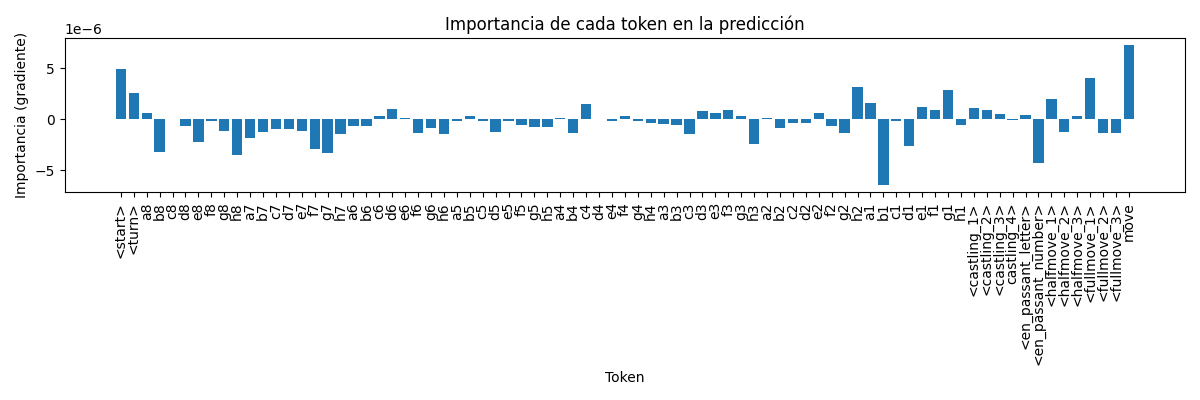 Importancia de cada token en la predicción
1e−6
Importancia (gradiente)
5
0
−5
<start>
<turn>
a8
b8
c8
d8
e8
f8
g8
h8
a7
b7
c7
d7
e7
f7
g7
h7
a6
b6
c6
d6
e6
f6
g6
h6
a5
b5
c5
d5
e5
f5
g5
h5
a4
b4
c4
d4
e4
f4
g4
h4
a3
b3
c3
d3
e3
f3
g3
h3
a2
b2
c2
d2
e2
f2
g2
h2
a1
b1
c1
d1
e1
f1
g1
h1
<castling_1>
<castling_2>
<castling_3>
castling_4>
<en_passant_letter>
<en_passant_number>
<halfmove_1>
<halfmove_2>
<halfmove_3>
<fullmove_1>
<fullmove_2>
<fullmove_3>
move
Token